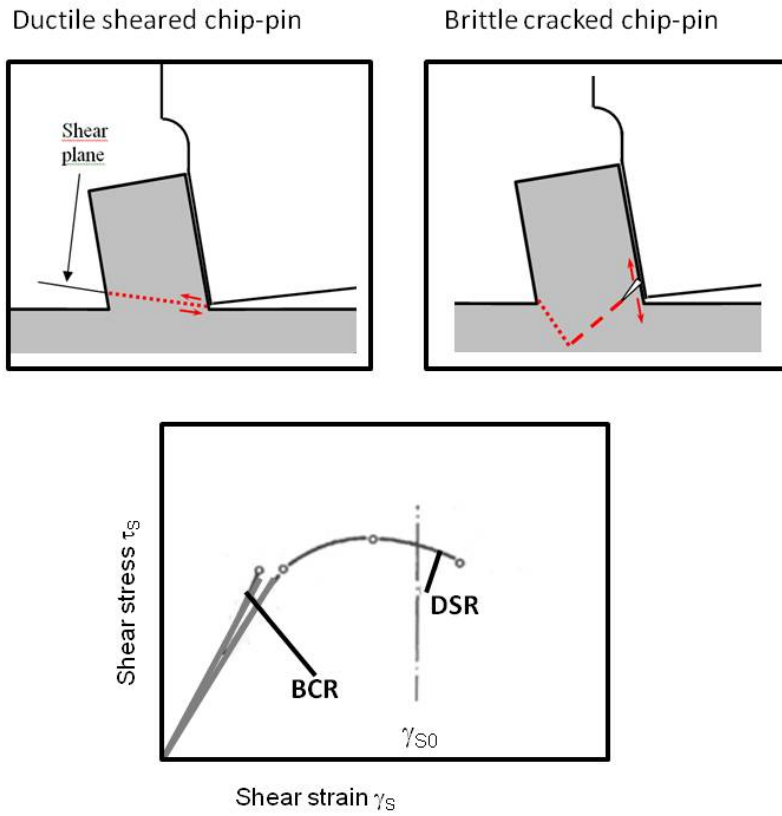 Ductile sheared chip-pin
Brittle cracked chip-pin
Shear
plane
Shear stress τS
BCR
DSR
γS0
Shear strain γS